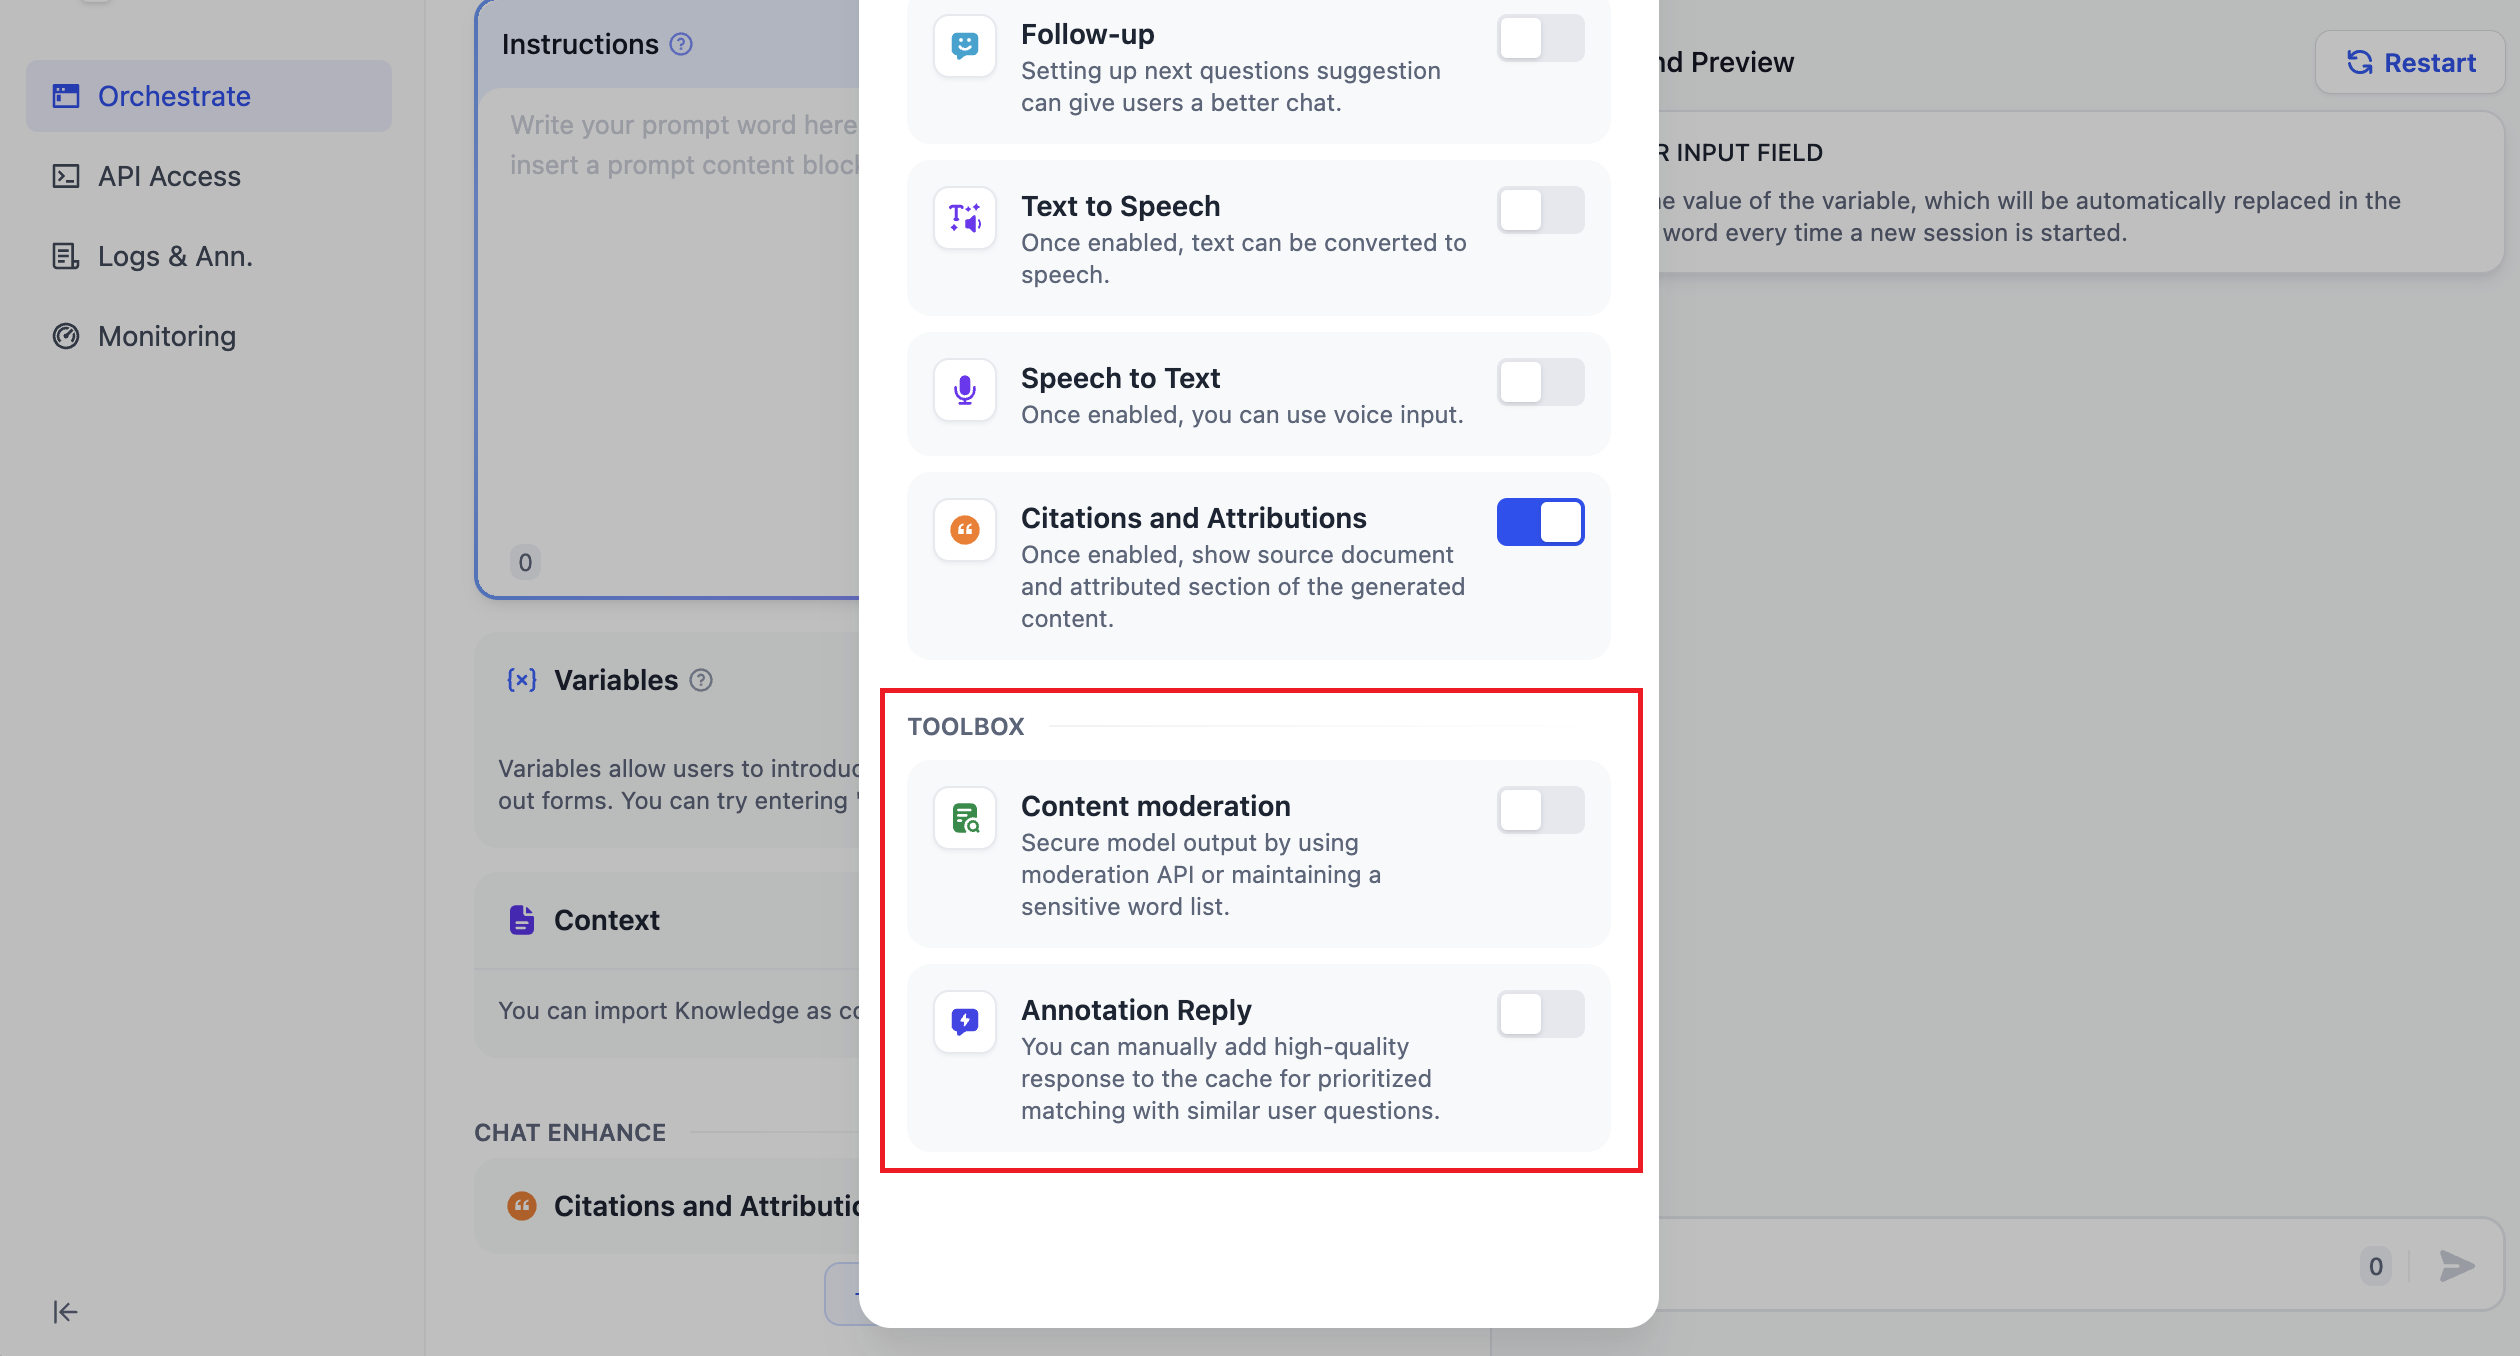 Orchestrate
API Access
Logs & Ann.
Monitoring
Instructions
Write your prompt word here
insert a prompt content
0
Variables
Variables allow users to
out forms. You can try entering
Context
You can import Knowledge as
CHAT ENHANCE
Citations and
Follow-up
Setting up next questions suggestion
can give users a better chat.
Text to Speech
Once enabled, text can be converted to
speech.
Speech to Text
Once enabled, you can use voice input.
Citations and Attributions
Once enabled, show source document
and attributed section of the generated
content.
TOOLBOX
Content moderation
Secure model output by using
moderation API or maintaining a
sensitive word list.
Annotation Reply
You can manually add high-quality
response to the cache for prioritized
matching with similar user questions.
Preview
Restart
INPUT FIELD
value of the variable, which will be automatically replaced in the
word every time a new session is started.
0